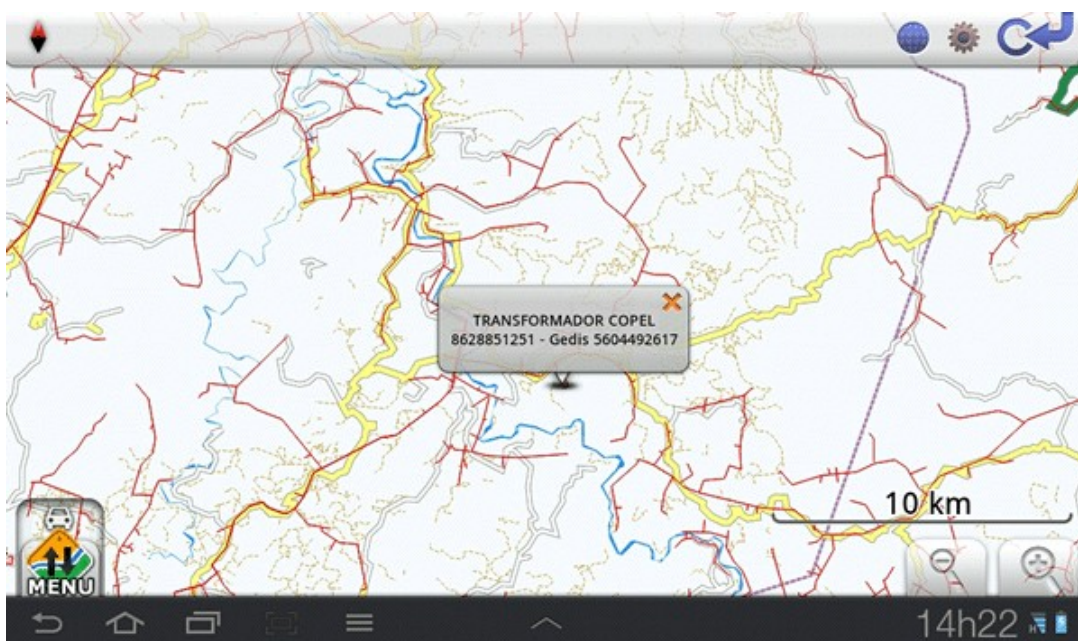 TRANSFORMADOR COPEL
8628851251 - Gedis 5604492617
10 km
MENU
14h22